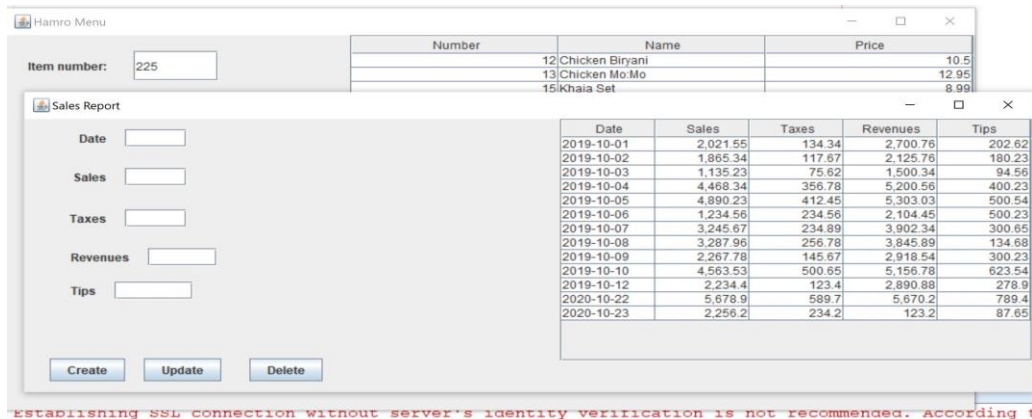 Hamro Menu
Number Name Price
Item number: 225
12 Chicken Biryani 10.5
13 Chicken Mo:Mo 12.95
15 Khaja Set 8.99
Sales Report
Date
Sales
Taxes
Revenues
Tips
Date Sales Taxes Revenues Tips
2019-10-01 2,021.55 134.34 2,700.76 202.62
2019-10-02 1,865.34 117.67 2,125.76 180.23
2019-10-03 1,135.23 75.62 1,500.34 94.56
2019-10-04 4,468.34 356.78 5,200.56 400.23
2019-10-05 4,890.23 412.45 5,303.03 500.54
2019-10-06 1,234.56 234.56 2,104.45 500.23
2019-10-07 3,245.67 234.89 3,902.34 300.65
2019-10-08 3,287.96 256.78 3,845.89 134.68
2019-10-09 2,267.78 145.67 2,918.54 300.23
2019-10-10 4,563.53 500.65 5,156.78 623.54
2019-10-12 2,234.4 123.4 2,890.88 278.9
2020-10-22 5,678.9 589.7 5,670.2 789.4
2020-10-23 2,256.2 234.2 123.2 87.65
Create Update Delete
Establishing SSL connection without server's identity verification is not recommended. According